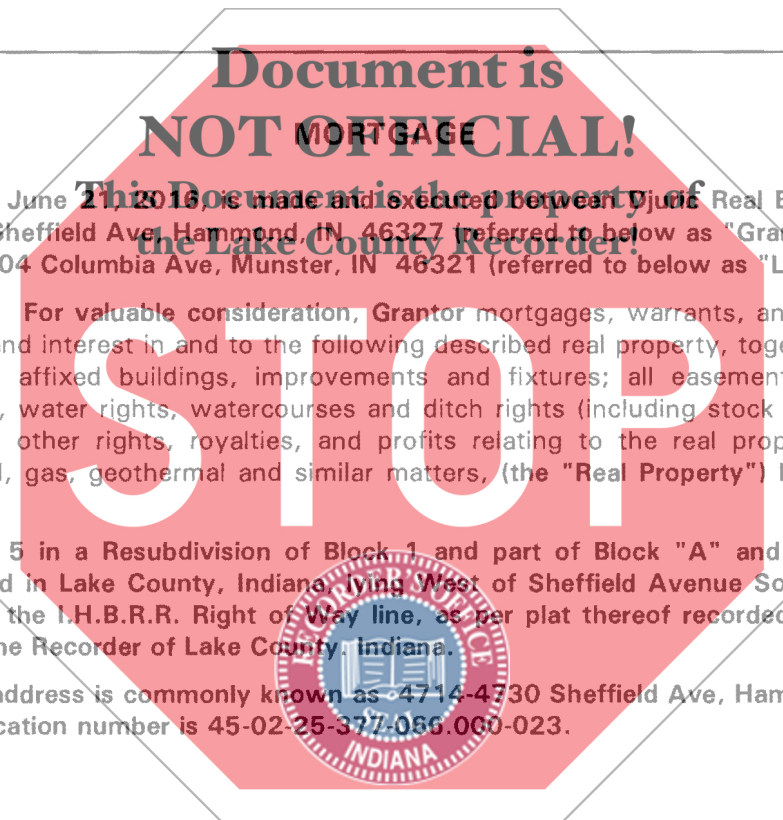 Document is
NOT OFFICIAL!
MORTGAGE
This Document is the property of
the Lake County Recorder!
June 21, 2016, is made and executed between Djuric Real E
Sheffield Ave, Hammond, IN 46327 (referred to below as "Gran
04 Columbia Ave, Munster, IN 46321 (referred to below as "L
For valuable consideration, Grantor mortgages, warrants, an
nd interest in and to the following described real property, toge
affixed buildings, improvements and fixtures; all easement
, water rights, watercourses and ditch rights (including stock
other rights, royalties, and profits relating to the real prop
l, gas, geothermal and similar matters, (the "Real Property") l
STOP
5 in a Resubdivision of Block 1 and part of Block "A" and
d in Lake County, Indiana, lying West of Sheffield Avenue So
the I.H.B.R.R. Right of Way line, as per plat thereof recorded
he Recorder of Lake County, Indiana.
address is commonly known as 4714-4730 Sheffield Ave, Ham
cation number is 45-02-25-377-066.000-023.
RECORDER'S OFFICE
SEAL
INDIANA